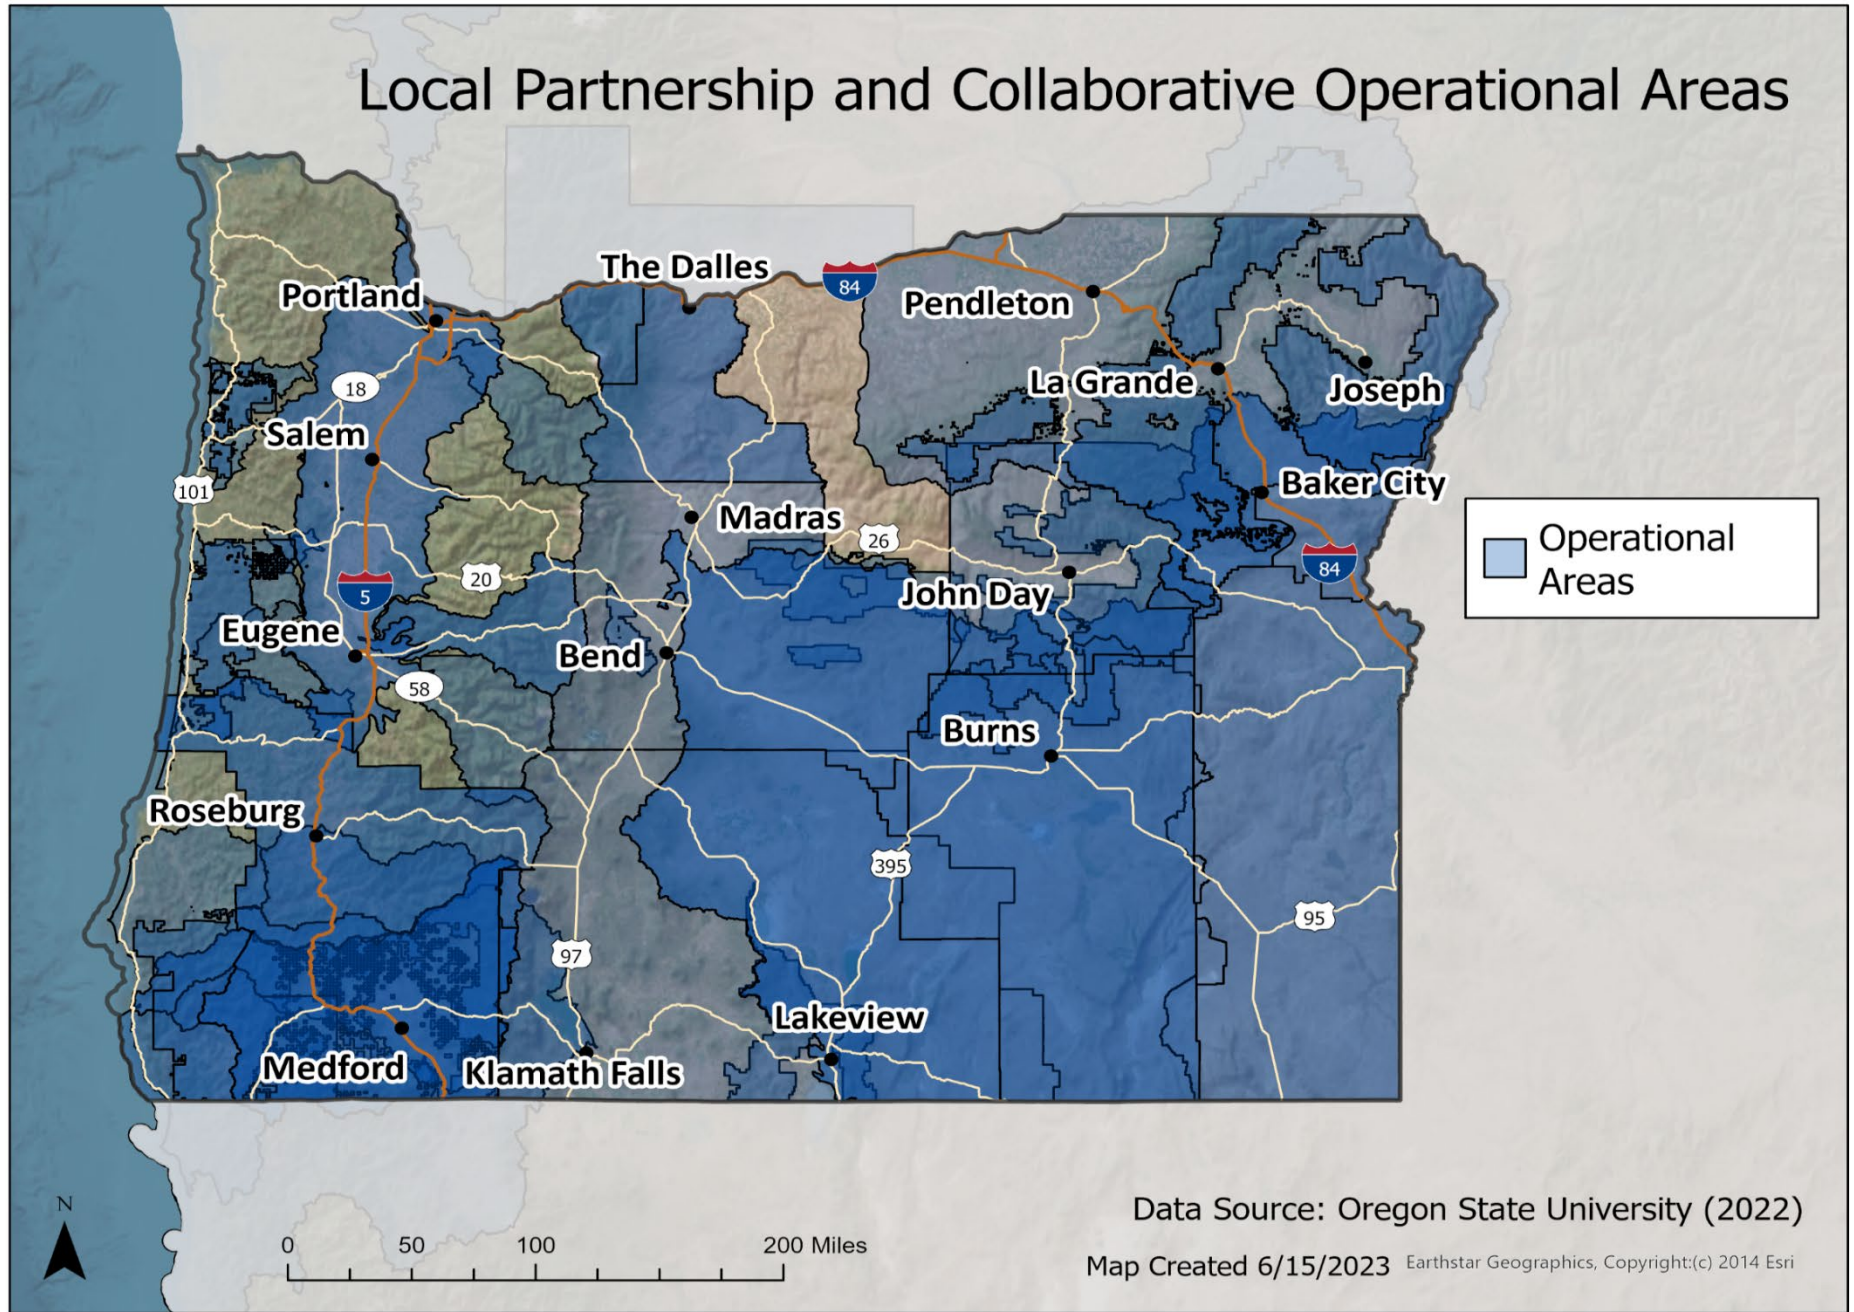 Local Partnership and Collaborative Operational Areas
The Dalles
84
Portland
Pendleton
La Grande
Joseph
18
Salem
101
Baker City
Madras
26
Operational
Areas
84
20
5
John Day
Eugene
Bend
58
Burns
Roseburg
395
95
97
Lakeview
Medford
Klamath Falls
N
Data Source: Oregon State University (2022)
0 50 100 200 Miles
Map Created 6/15/2023 Earthstar Geographics, Copyright:(c) 2014 Esri